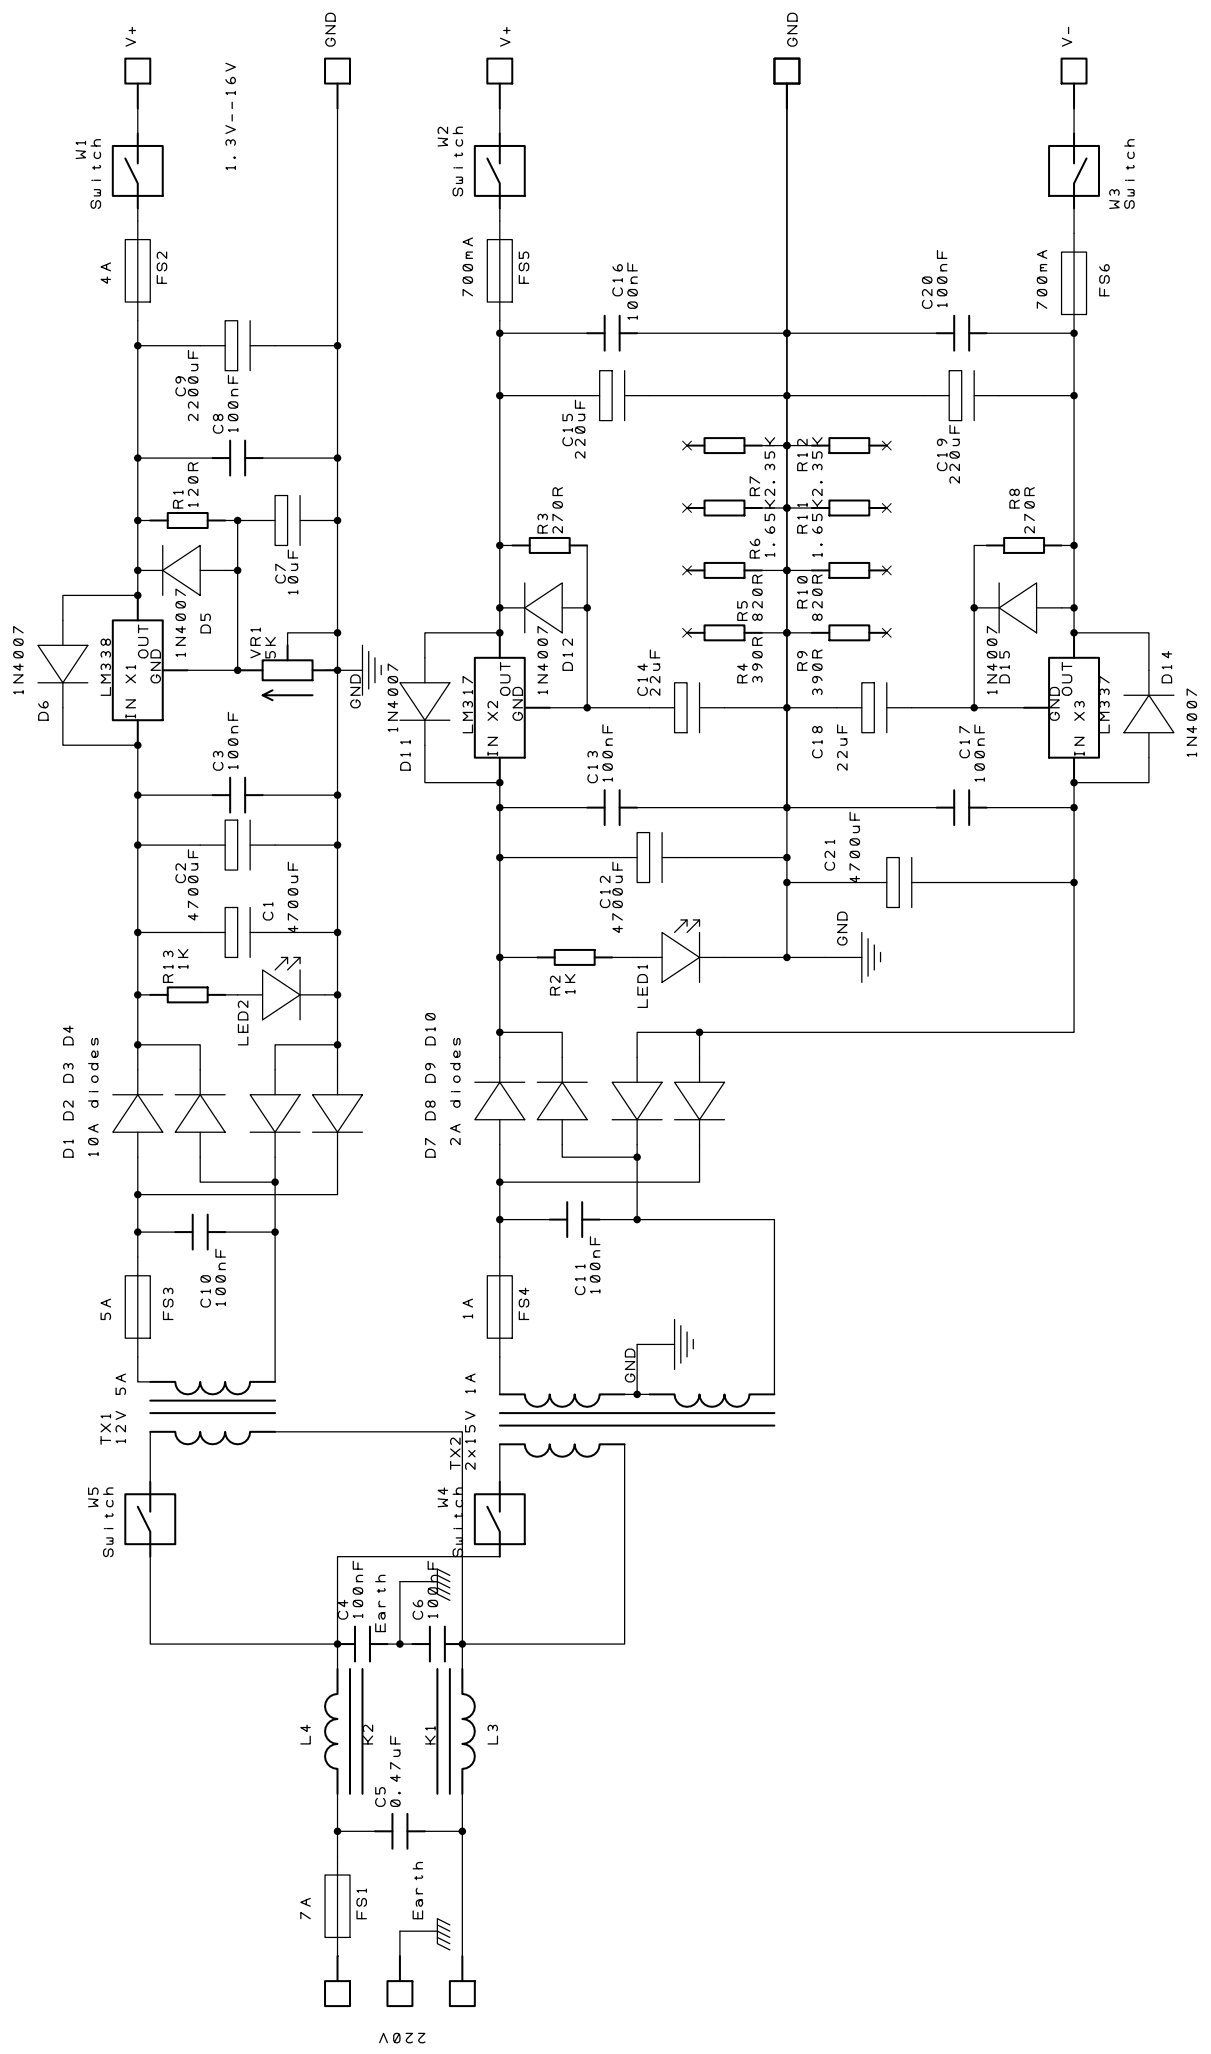 V+
GND
V+
GND
V-
1.3V--16V
W1
Switch
W2
Switch
W3
Switch
4A
FS2
700mA
FS5
700mA
FS6
C16
100nF
C20
100nF
C9
2200uF
C8
100nF
C15
220uF
C19
220uF
R1
120R
C7
10uF
R3
270R
R8
270R
R7
2.35K
R12
2.35K
R6
1.65K
R11
1.65K
R5
820R
R10
820R
R4
390R
R9
390R
1N4007
D6
LM338
X1
IN
OUT
GND
1N4007
D5
VR1
5K
GND
1N4007
D11
LM317
X2
IN
OUT
GND
1N4007
D12
C14
22uF
C18
22uF
1N4007
D15
GND
OUT
IN
X3
LM337
D14
1N4007
C3
100nF
C13
100nF
C17
100nF
C2
4700uF
C1
4700uF
C12
4700uF
C21
4700uF
R13
1K
LED2
R2
1K
LED1
GND
D1 D2 D3 D4
10A diodes
D7 D8 D9 D10
2A diodes
5A
FS3
C10
100nF
1A
FS4
C11
100nF
GND
TX1
12V 5A
TX2
2x15V 1A
W5
Switch
W4
Switch
C4
100nF
Earth
C6
100nF
L4
K2
K1
L3
C5
0.47uF
7A
FS1
Earth
220V